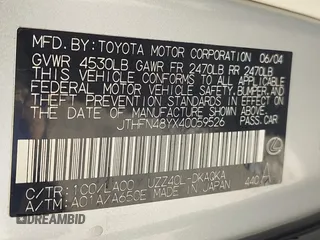 MFD. BY: TOYOTA MOTOR CORPORATION 06/04
GVWR 4530LB GAWR FR 2470LB RR 2470LB
THIS VEHICLE CONFORMS TO ALL APPLICABLE
FEDERAL MOTOR VEHICLE SAFETY,
BUMPER, AND THEFT PREVENTION
STANDARDS IN EFFECT ON
THE DATE OF MANUFACTURE SHOWN ABOVE.
JTHFN48YX40059526 PASS.CAR
C/TR: 1C0/LA00 UZZ40L-DKAQKA
A/TM: A01A/A650E MADE IN JAPAN 440
DREAMBID